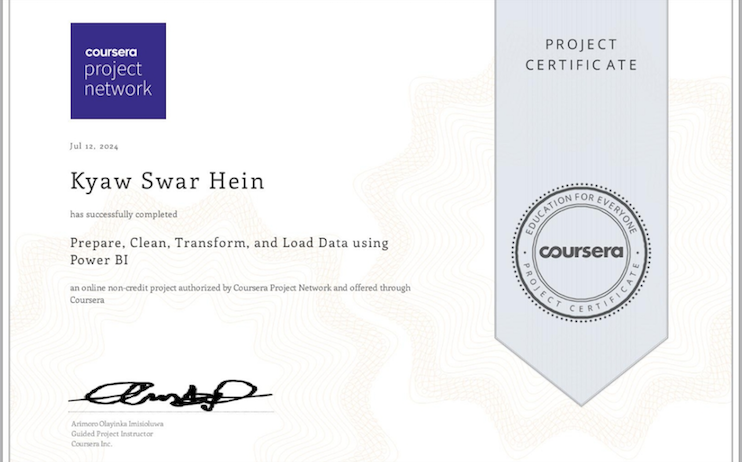 coursera
project
network
PROJECT
CERTIFICATE
Jul 12, 2024
Kyaw Swar Hein
has successfully completed
Prepare, Clean, Transform, and Load Data using
Power BI
an online non-credit project authorized by Coursera Project Network and offered through
Coursera
EDUCATION FOR EVERYONE
coursera
PROJECT CERTIFICATE
Arimoro Olayinka Imisioluwa
Guided Project Instructor
Coursera Inc.